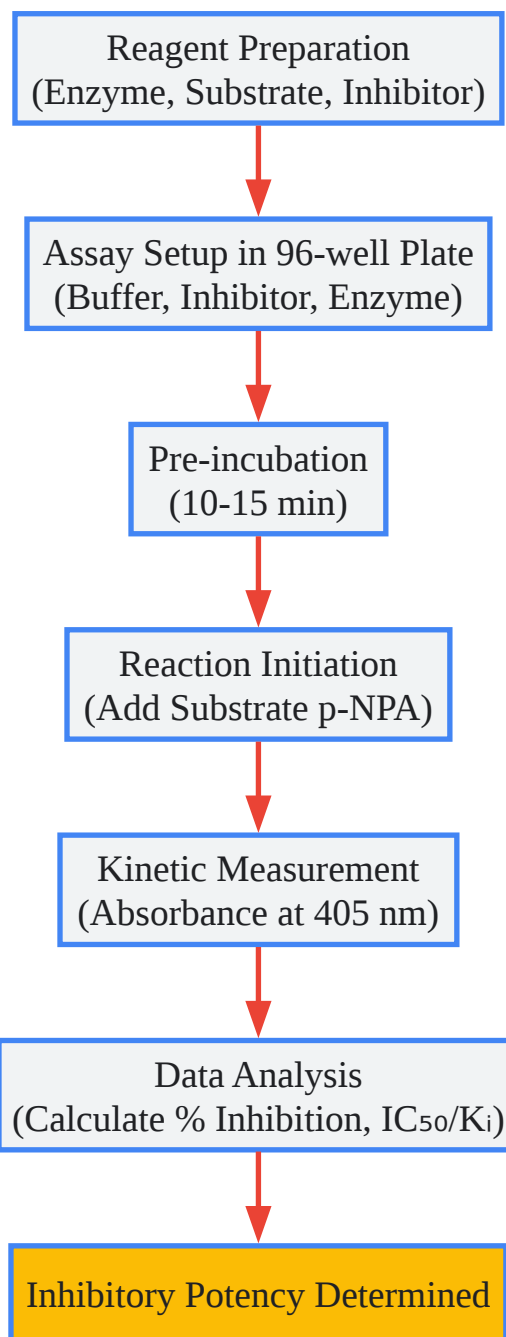 Reagent Preparation
(Enzyme, Substrate, Inhibitor)
Assay Setup in 96-well Plate
(Buffer, Inhibitor, Enzyme)
Pre-incubation
(10-15 min)
Reaction Initiation
(Add Substrate p-NPA)
Kinetic Measurement
(Absorbance at 405 nm)
Data Analysis
(Calculate % Inhibition, IC₅₀/Kᵢ)
Inhibitory Potency Determined